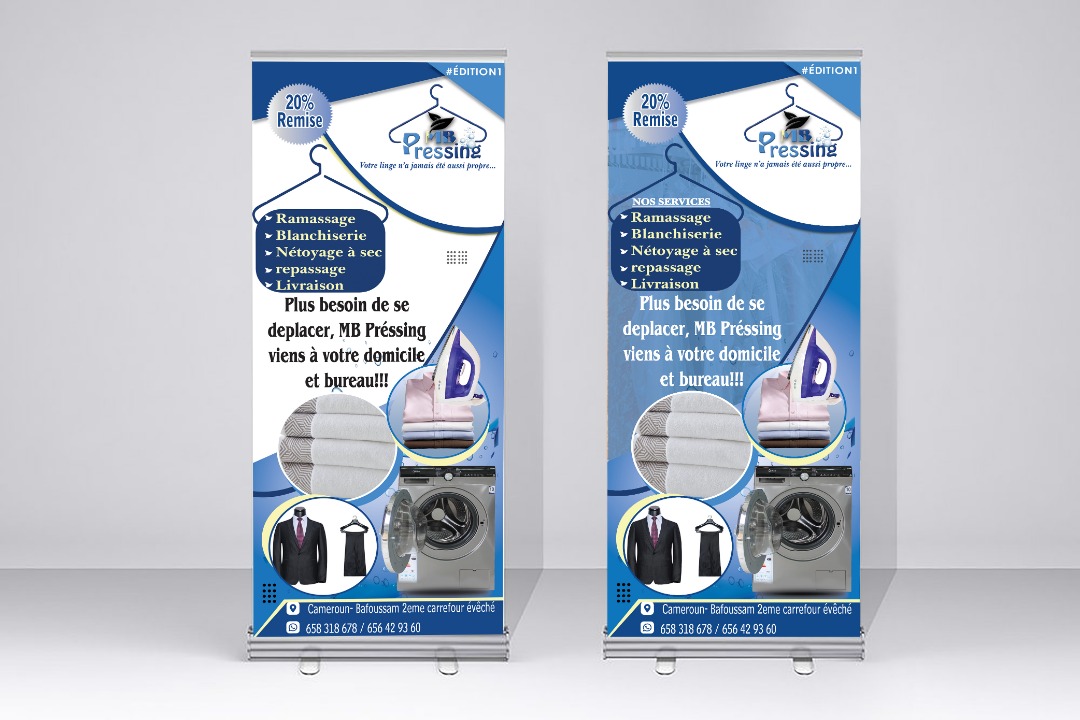 #ÉDITION1
20%
Remise
MB
Pressing
Votre linge n'a jamais été aussi propre...
Ramassage
Blanchiserie
Nétoyage à sec
repassage
Livraison
Plus besoin de se
deplacer, MB Préssing
viens à votre domicile
et bureau!!!
Cameroun- Bafoussam 2eme carrefour évêché
658 318 678 / 656 42 93 60
#ÉDITION1
20%
Remise
MB
Pressing
Votre linge n'a jamais été aussi propre...
NOS SERVICES
Ramassage
Blanchiserie
Nétoyage à sec
repassage
Livraison
Plus besoin de se
deplacer, MB Préssing
viens à votre domicile
et bureau!!!
Cameroun- Bafoussam 2eme carrefour évêché
658 318 678 / 656 42 93 60